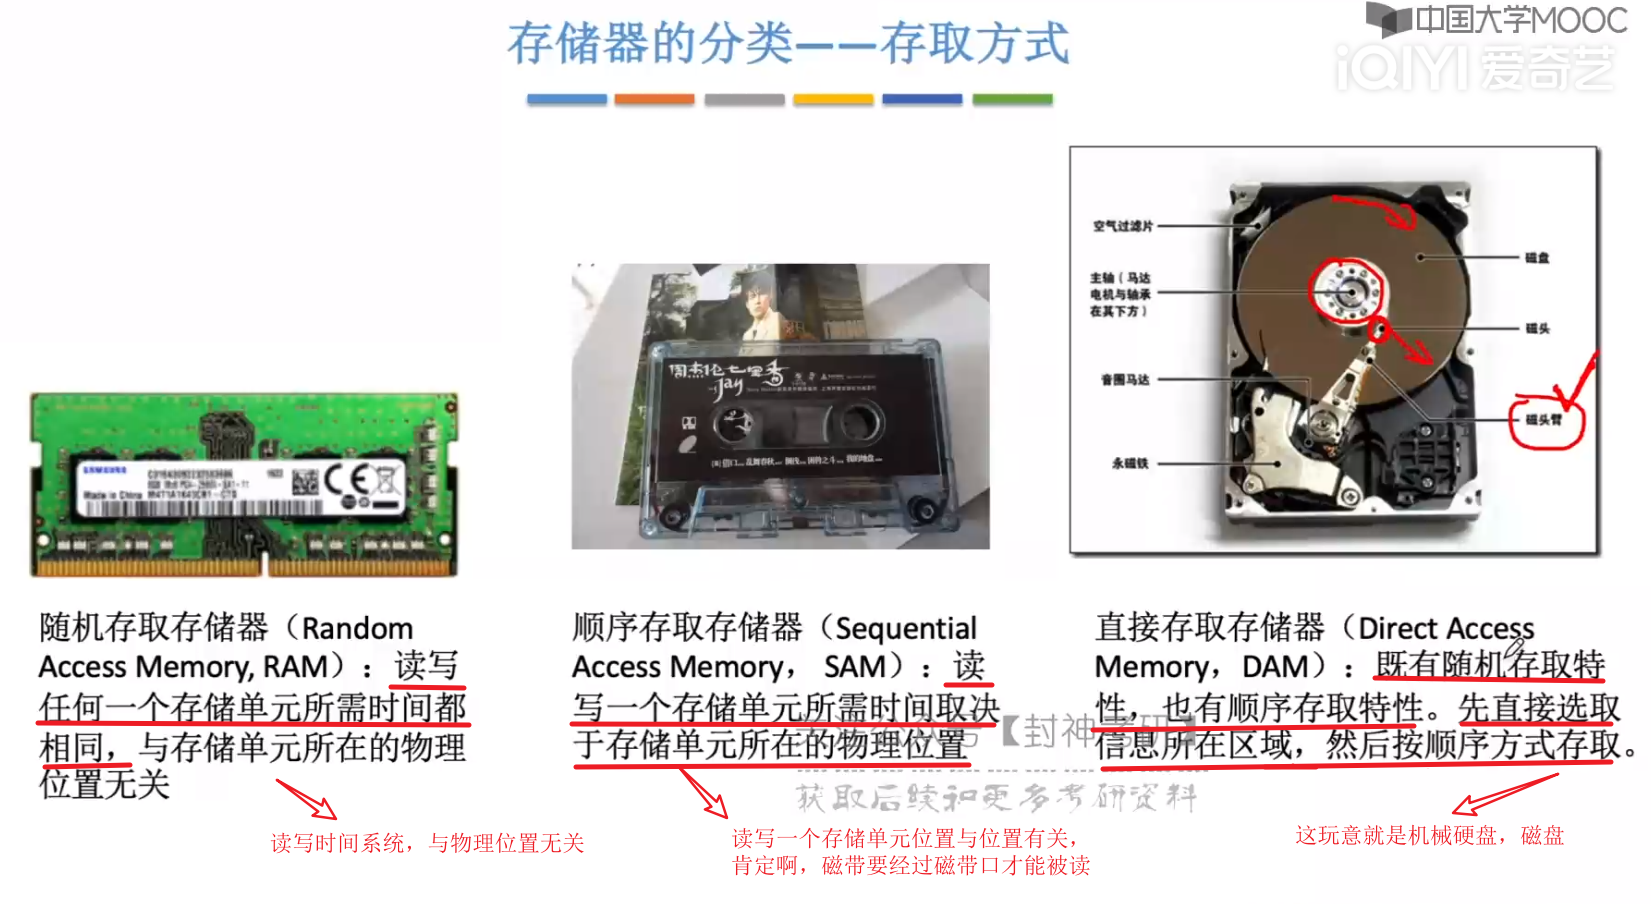 存储器的分类——存取方式
中国大学MOOC
iQIYI 爱奇艺
空气过滤片
主轴（马达
电机与轴承
在其下方）
音圈马达
永磁铁
磁盘
磁头
磁头臂
周杰伦七里香
Jay
SAMSUNG
Made in China
随机存取存储器（Random
Access Memory, RAM）：读写
任何一个存储单元所需时间都
相同，与存储单元所在的物理
位置无关
顺序存取存储器（Sequential
Access Memory， SAM）：读
写一个存储单元所需时间取决
于存储单元所在的物理位置
直接存取存储器（Direct Access
Memory，DAM）：既有随机存取特
性，也有顺序存取特性。先直接选取
信息所在区域，然后按顺序方式存取。
【封神考研】
获取后续和更多考研资料
读写时间系统，与物理位置无关
读写一个存储单元位置与位置有关，
肯定啊，磁带要经过磁带口才能被读
这玩意就是机械硬盘，磁盘